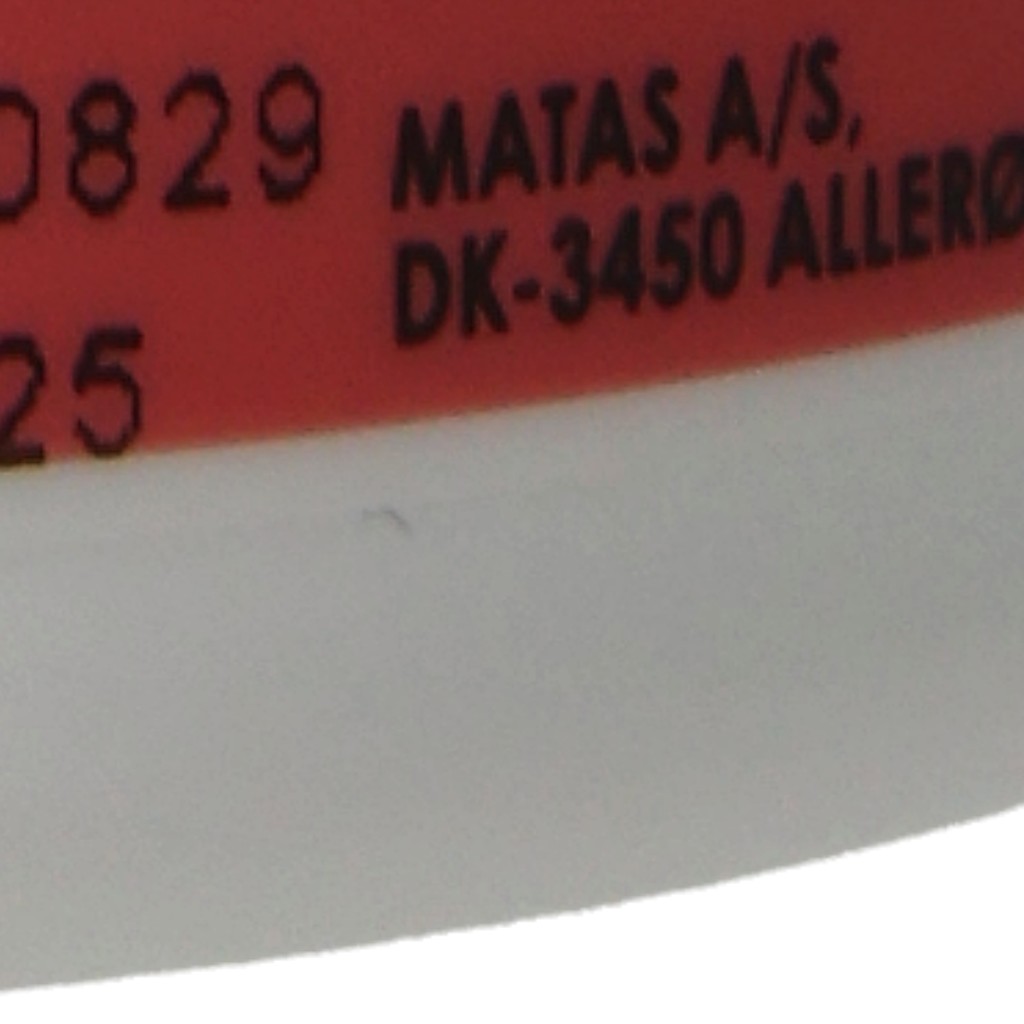 0829
MATAS A/S,
DK-3450 ALLERØ
25